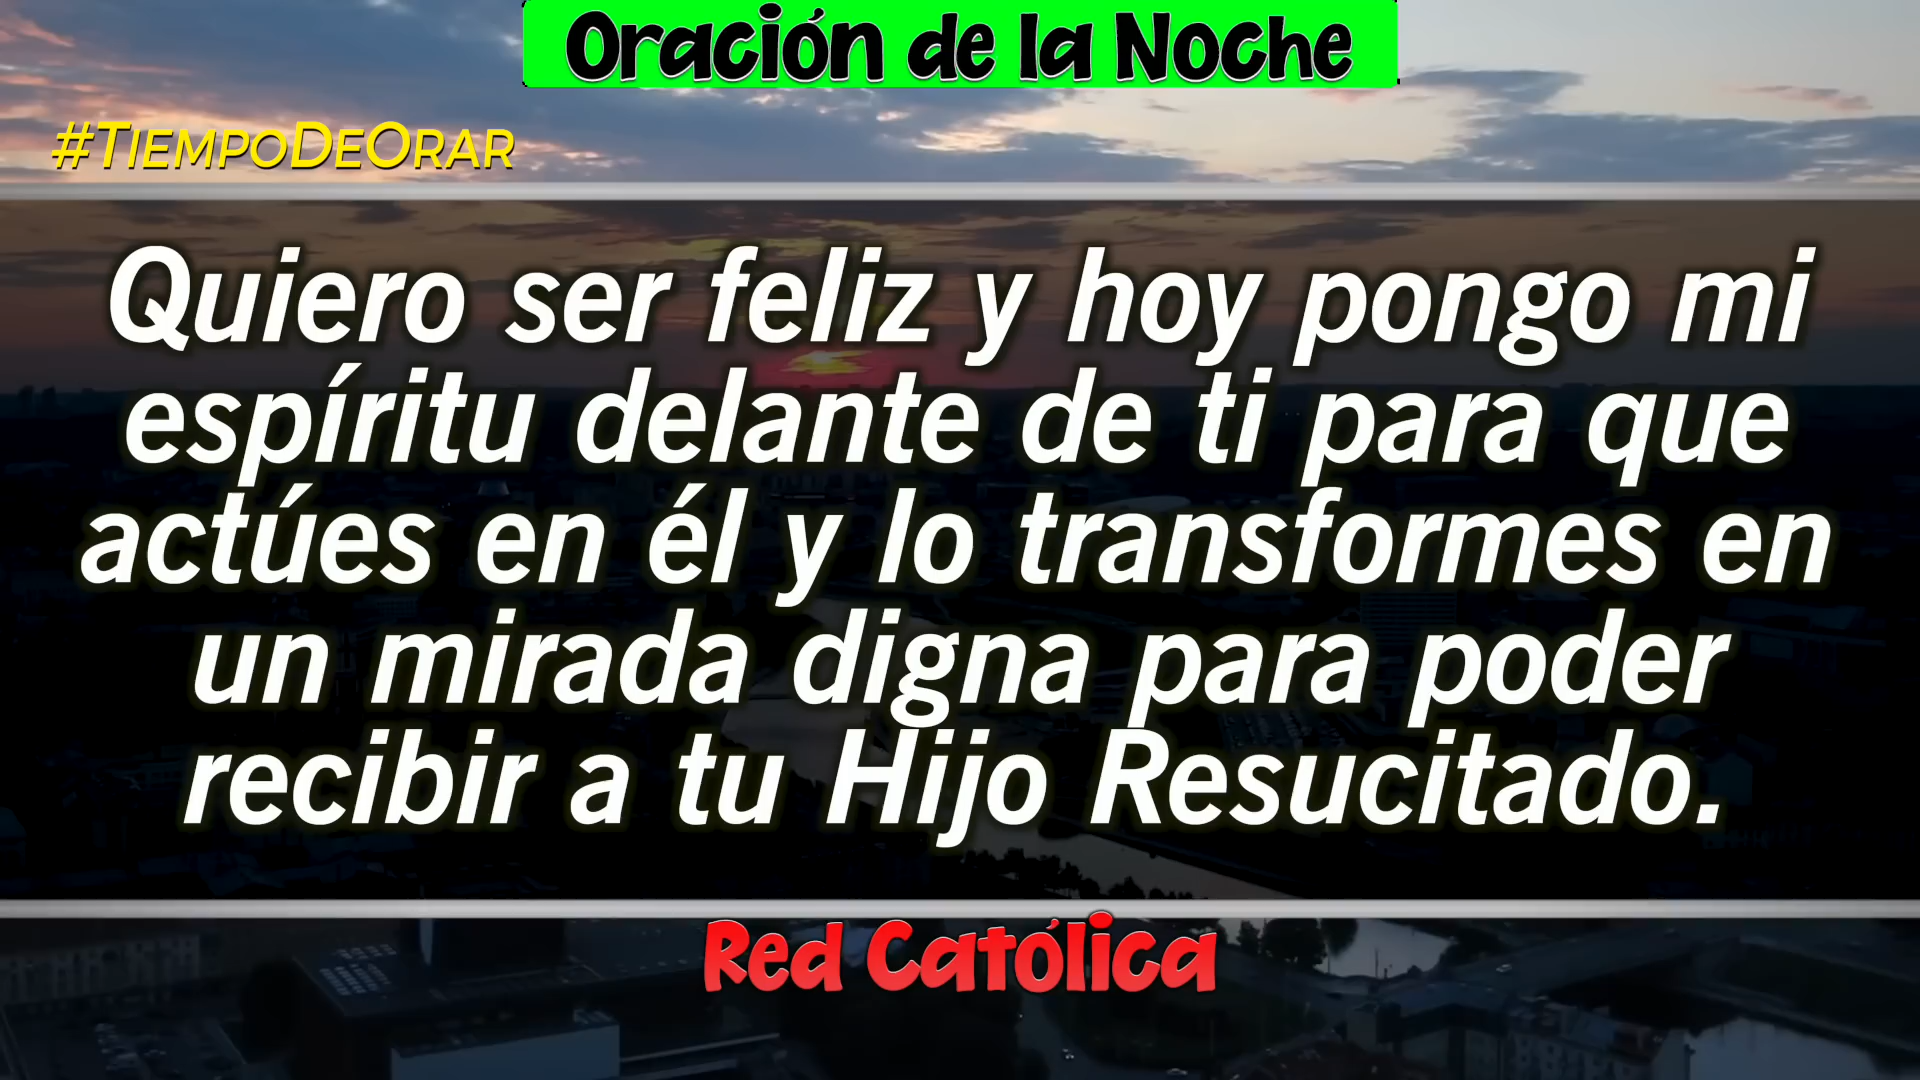 Oración de la Noche
#TIEMPODEORAR
Quiero ser feliz y hoy pongo mi
espíritu delante de ti para que
actúes en él y lo transformes en
un mirada digna para poder
recibir a tu Hijo Resucitado.
Red Católica